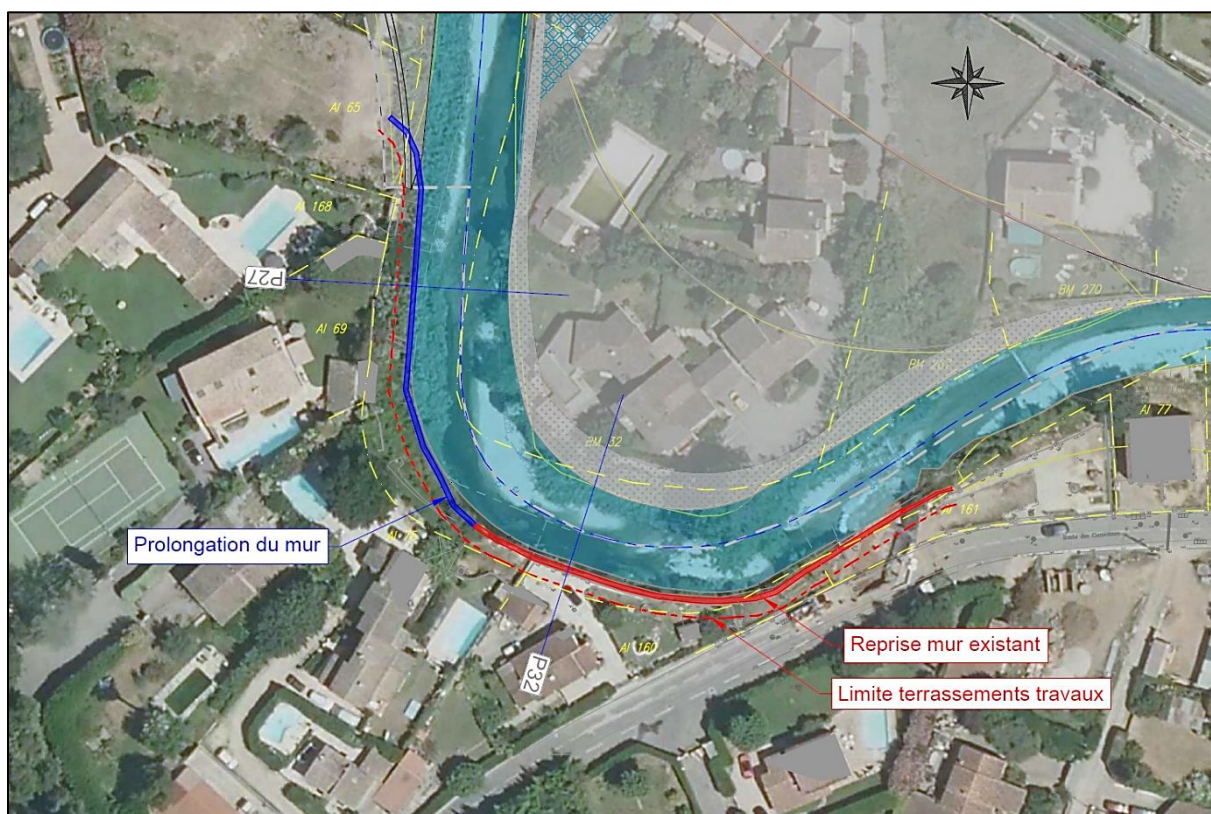 AI 65
AI 168
P27
AI 69
BM 270
BM 32
AI 77
AI 161
Prolongation du mur
AI 160
P32
Reprise mur existant
Limite terrassements travaux